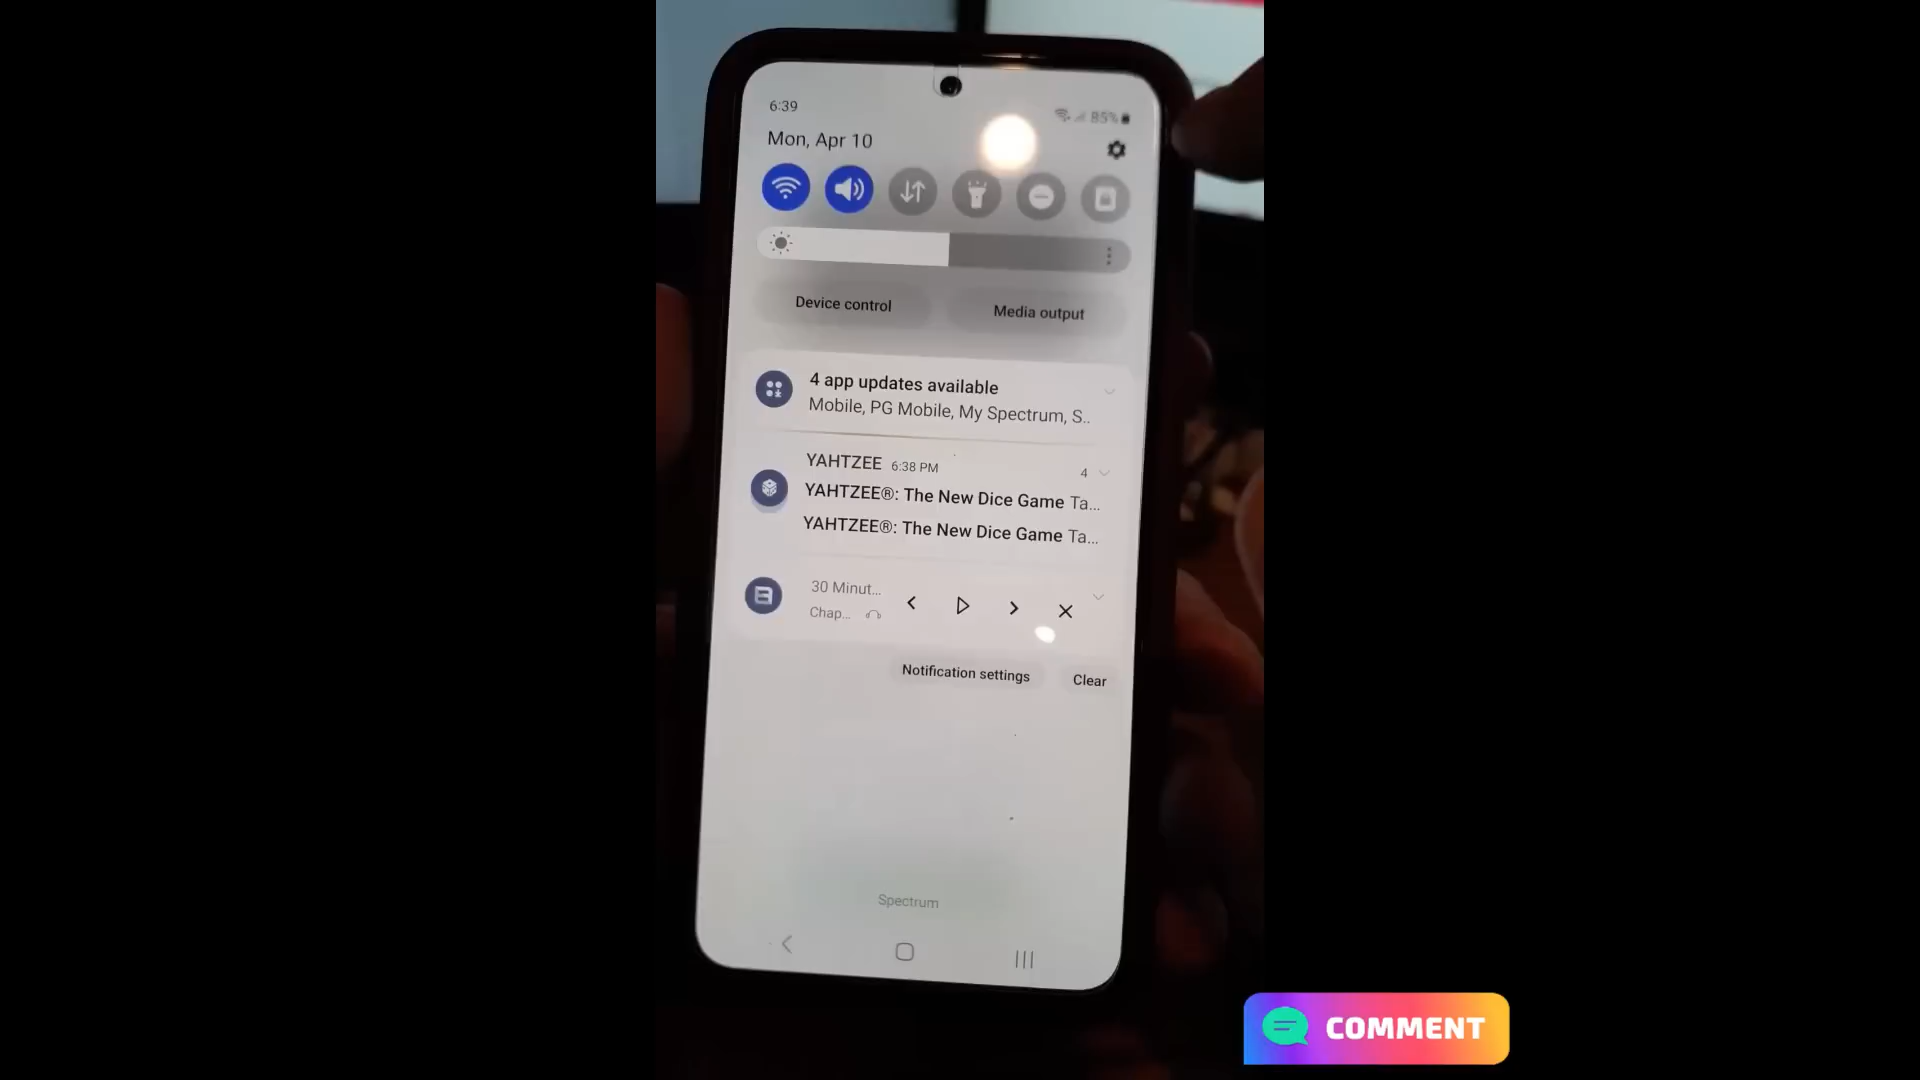 6:39
85%
Mon, Apr 10
Device control
Media output
4 app updates available
Mobile, PG Mobile, My Spectrum, S..
YAHTZEE 6:38 PM
4
YAHTZEE®: The New Dice Game Ta...
YAHTZEE®: The New Dice Game Ta...
30 Minut...
Chap...
Notification settings
Clear
Spectrum
COMMENT